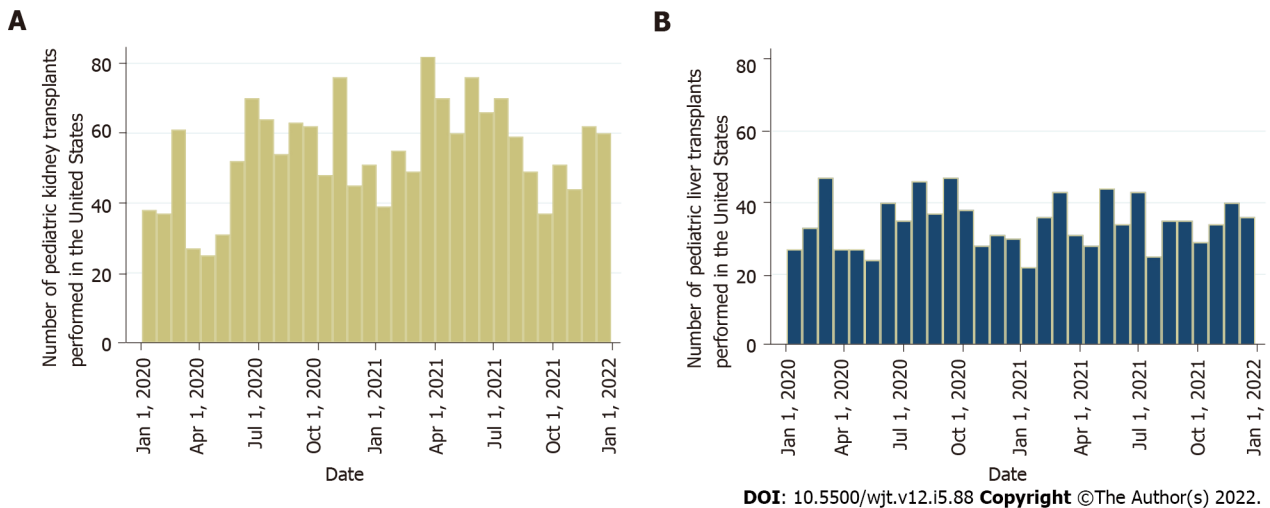 A
Number of pediatric kidney transplants
performed in the United States
80
60
40
20
0
Jan 1, 2020
Apr 1, 2020
Jul 1, 2020
Oct 1, 2020
Jan 1, 2021
Apr 1, 2021
Jul 1, 2021
Oct 1, 2021
Jan 1, 2022
Date
B
Number of pediatric liver transplants
performed in the United States
80
60
40
20
0
Jan 1, 2020
Apr 1, 2020
Jul 1, 2020
Oct 1, 2020
Jan 1, 2021
Apr 1, 2021
Jul 1, 2021
Oct 1, 2021
Jan 1, 2022
Date
DOI: 10.5500/wjt.v12.i5.88 Copyright ©The Author(s) 2022.